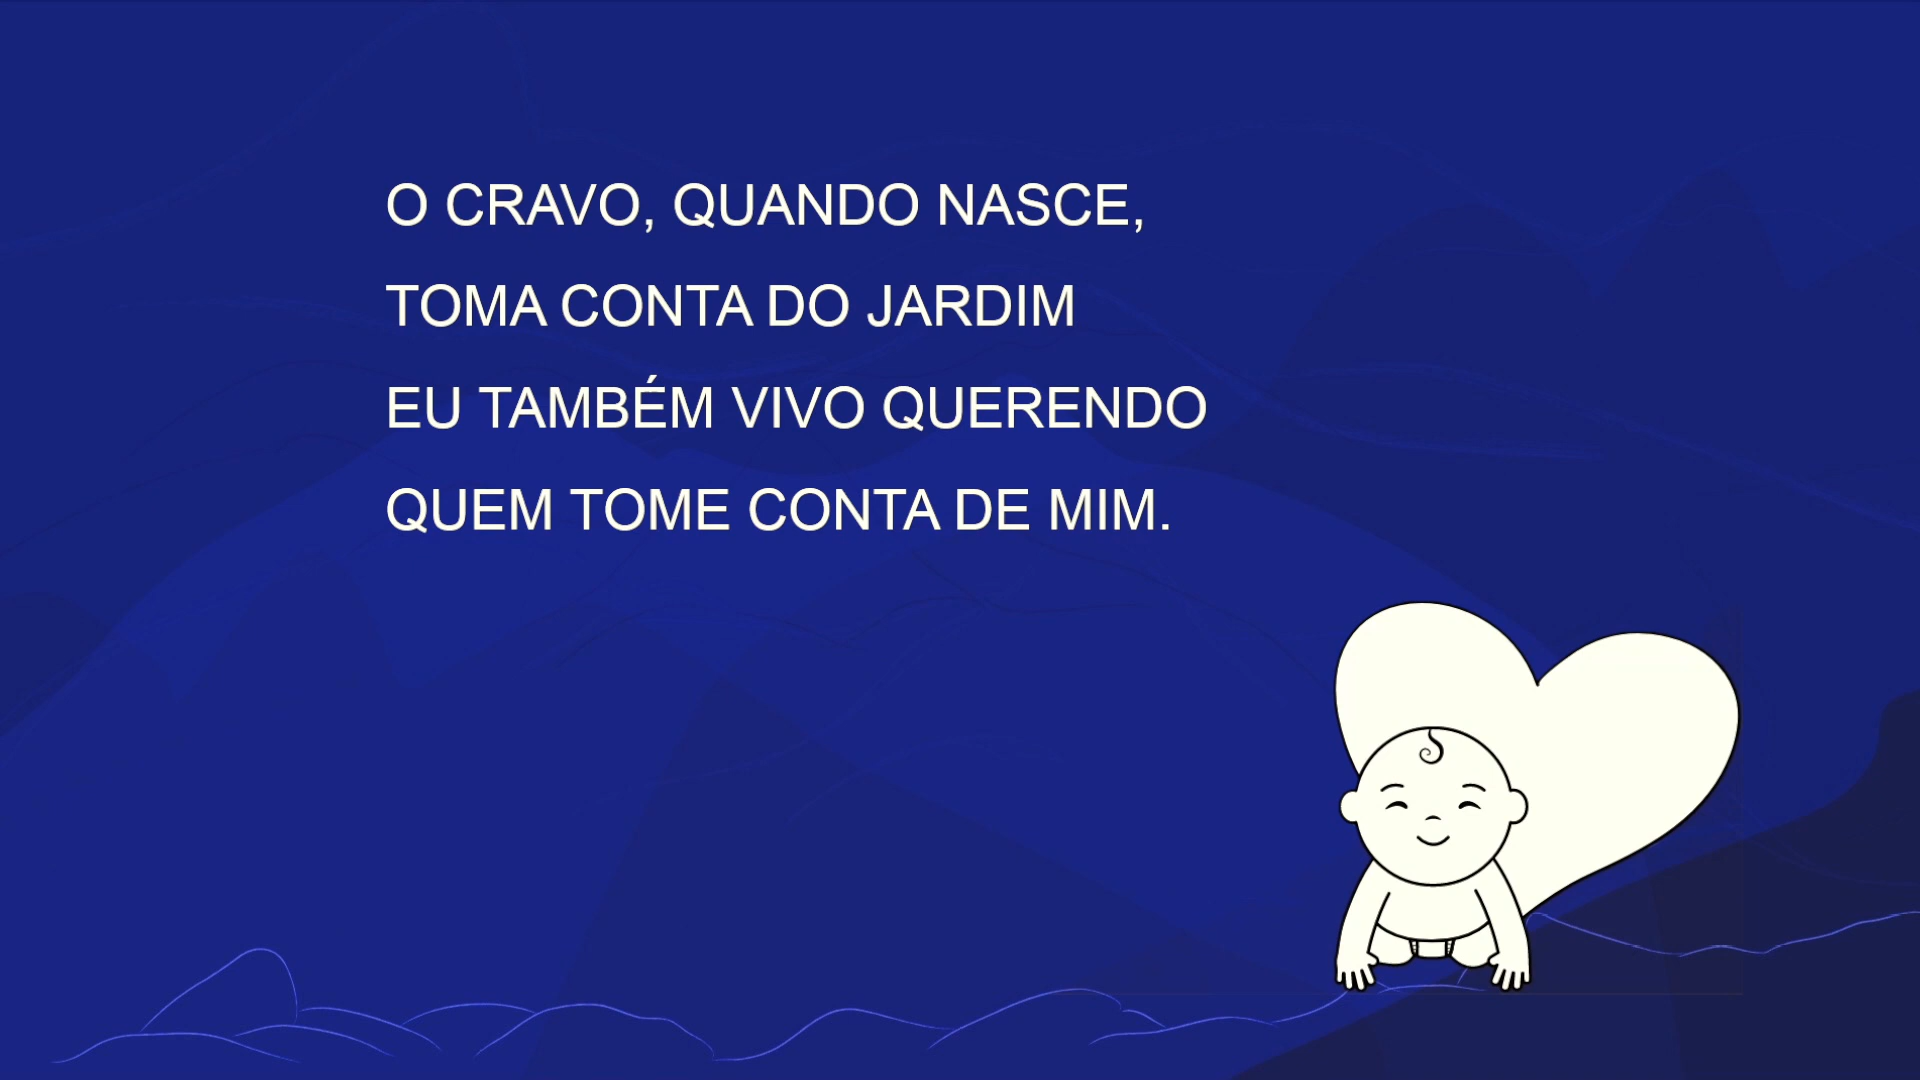 O CRAVO, QUANDO NASCE,
TOMA CONTA DO JARDIM
EU TAMBÉM VIVO QUERENDO
QUEM TOME CONTA DE MIM.